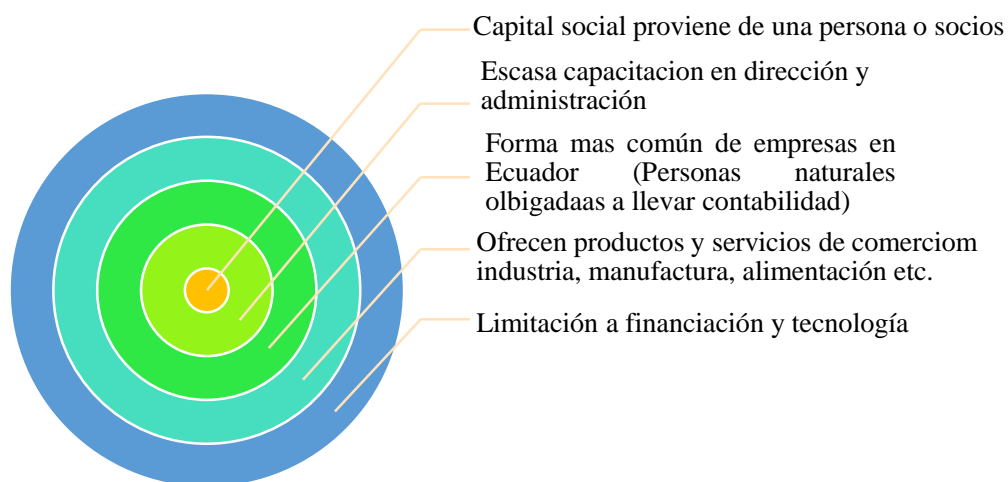 Capital social proviene de una persona o socios
Escasa capacitacion en dirección y
administración
Forma mas común de empresas en
Ecuador (Personas naturales
olbigadaas a llevar contabilidad)
Ofrecen productos y servicios de comerciom
industria, manufactura, alimentación etc.
Limitación a financiación y tecnología